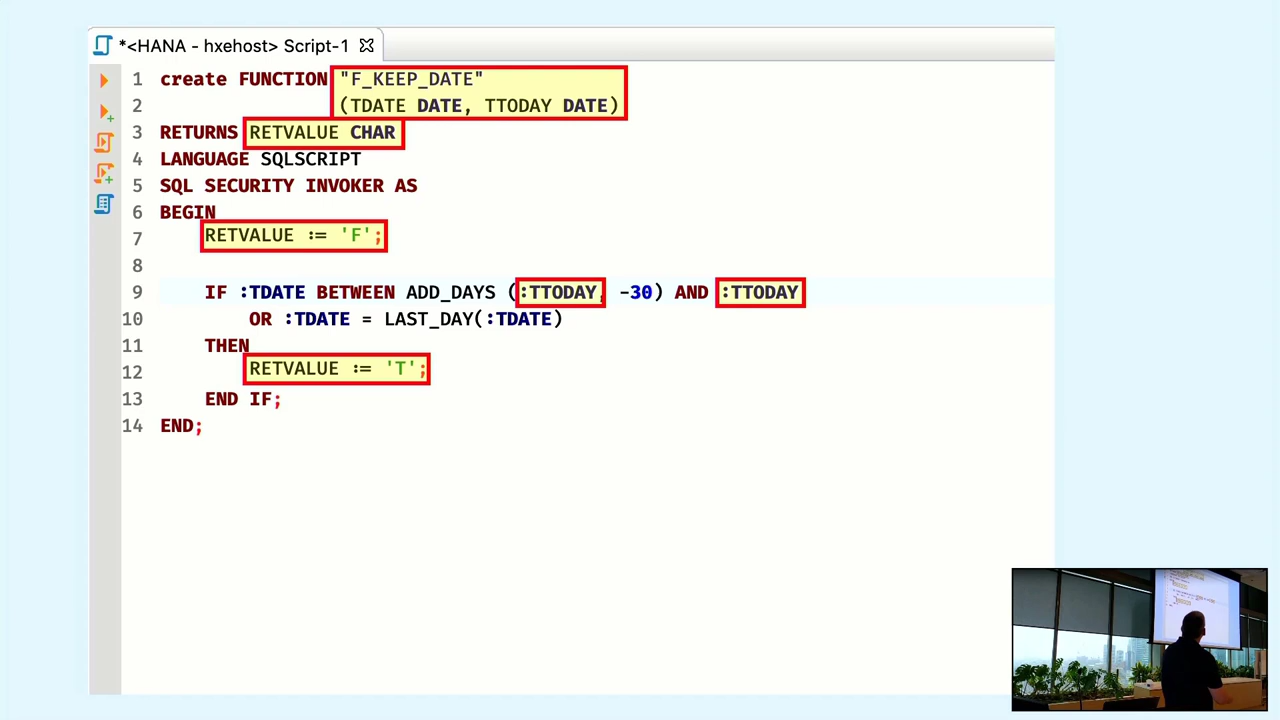 *<HANA - hxehost> Script-1
1 create FUNCTION "F_KEEP_DATE"
2 (TDATE DATE, TTODAY DATE)
3 RETURNS RETVALUE CHAR
4 LANGUAGE SQLSCRIPT
5 SQL SECURITY INVOKER AS
6 BEGIN
7 RETVALUE := 'F';
8
9 IF :TDATE BETWEEN ADD_DAYS (:TTODAY, -30) AND :TTODAY
10 OR :TDATE = LAST_DAY(:TDATE)
11 THEN
12 RETVALUE := 'T';
13 END IF;
14 END;